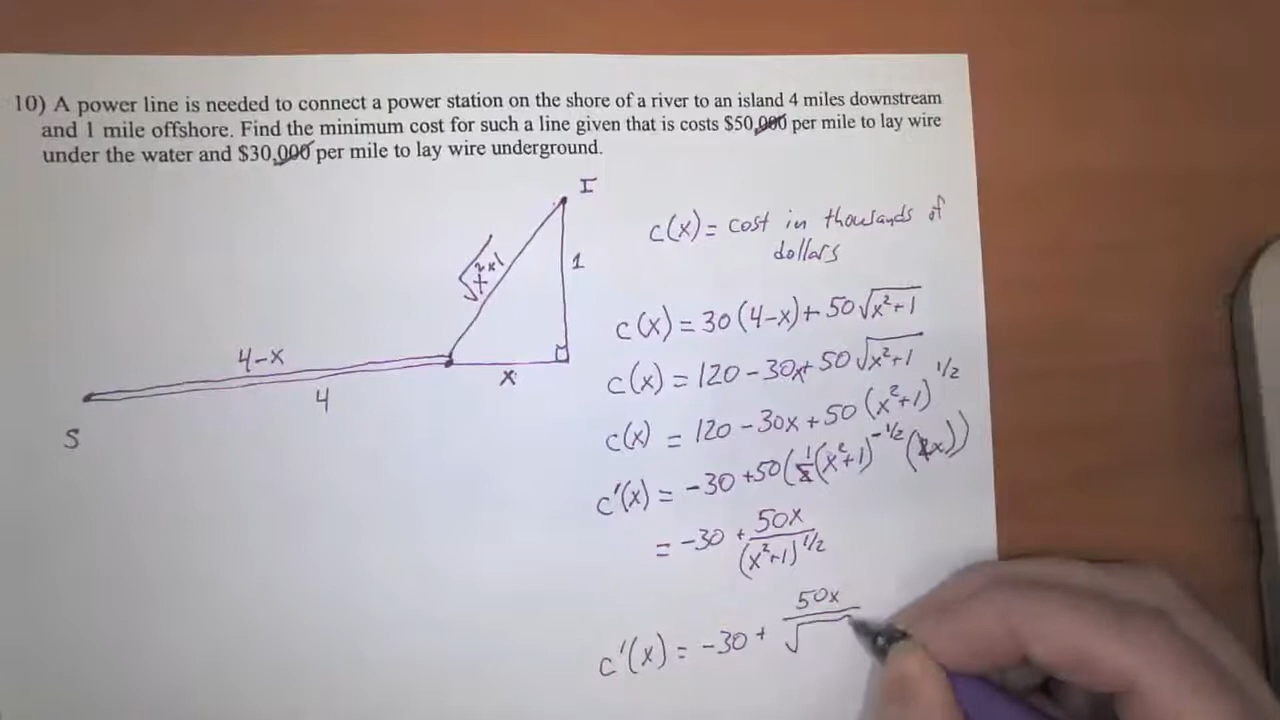 10) A power line is needed to connect a power station on the shore of a river to an island 4 miles downstream
and 1 mile offshore. Find the minimum cost for such a line given that is costs $50,000 per mile to lay wire
under the water and $30,000 per mile to lay wire underground.
I
c(x) = cost in thousands of
dollars
√x²+1
1
c(x) = 30(4-x)+50√x²+1
4-x
x
4
S
c(x) = 120-30x+50√x²+1
c(x) = 120-30x+50(x²+1)^1/2
c'(x) = -30+50(1/2(x²+1)^-1/2(2x))
= -30 + 50x/(x²+1)^1/2
c'(x) = -30 + 50x/√